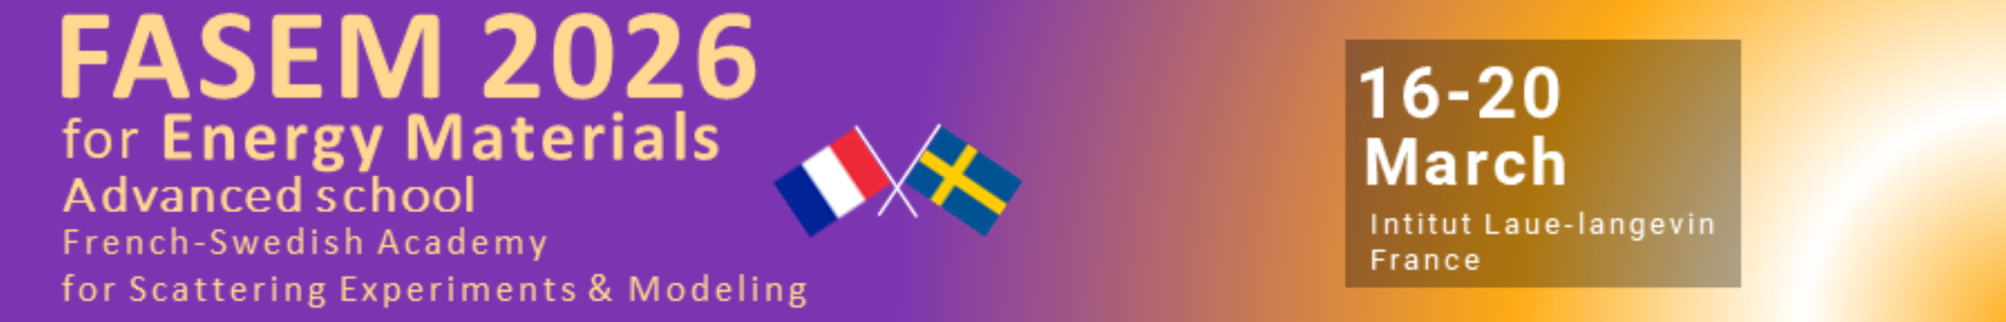 FASEM 2026
for Energy Materials
Advanced school
French-Swedish Academy
for Scattering Experiments & Modeling
16-20
March
Intitut Laue-langevin
France